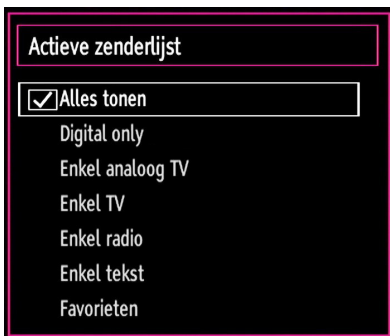 Actieve zenderlijst
Alles tonen
Digital only
Enkel analoog TV
Enkel TV
Enkel radio
Enkel tekst
Favorieten